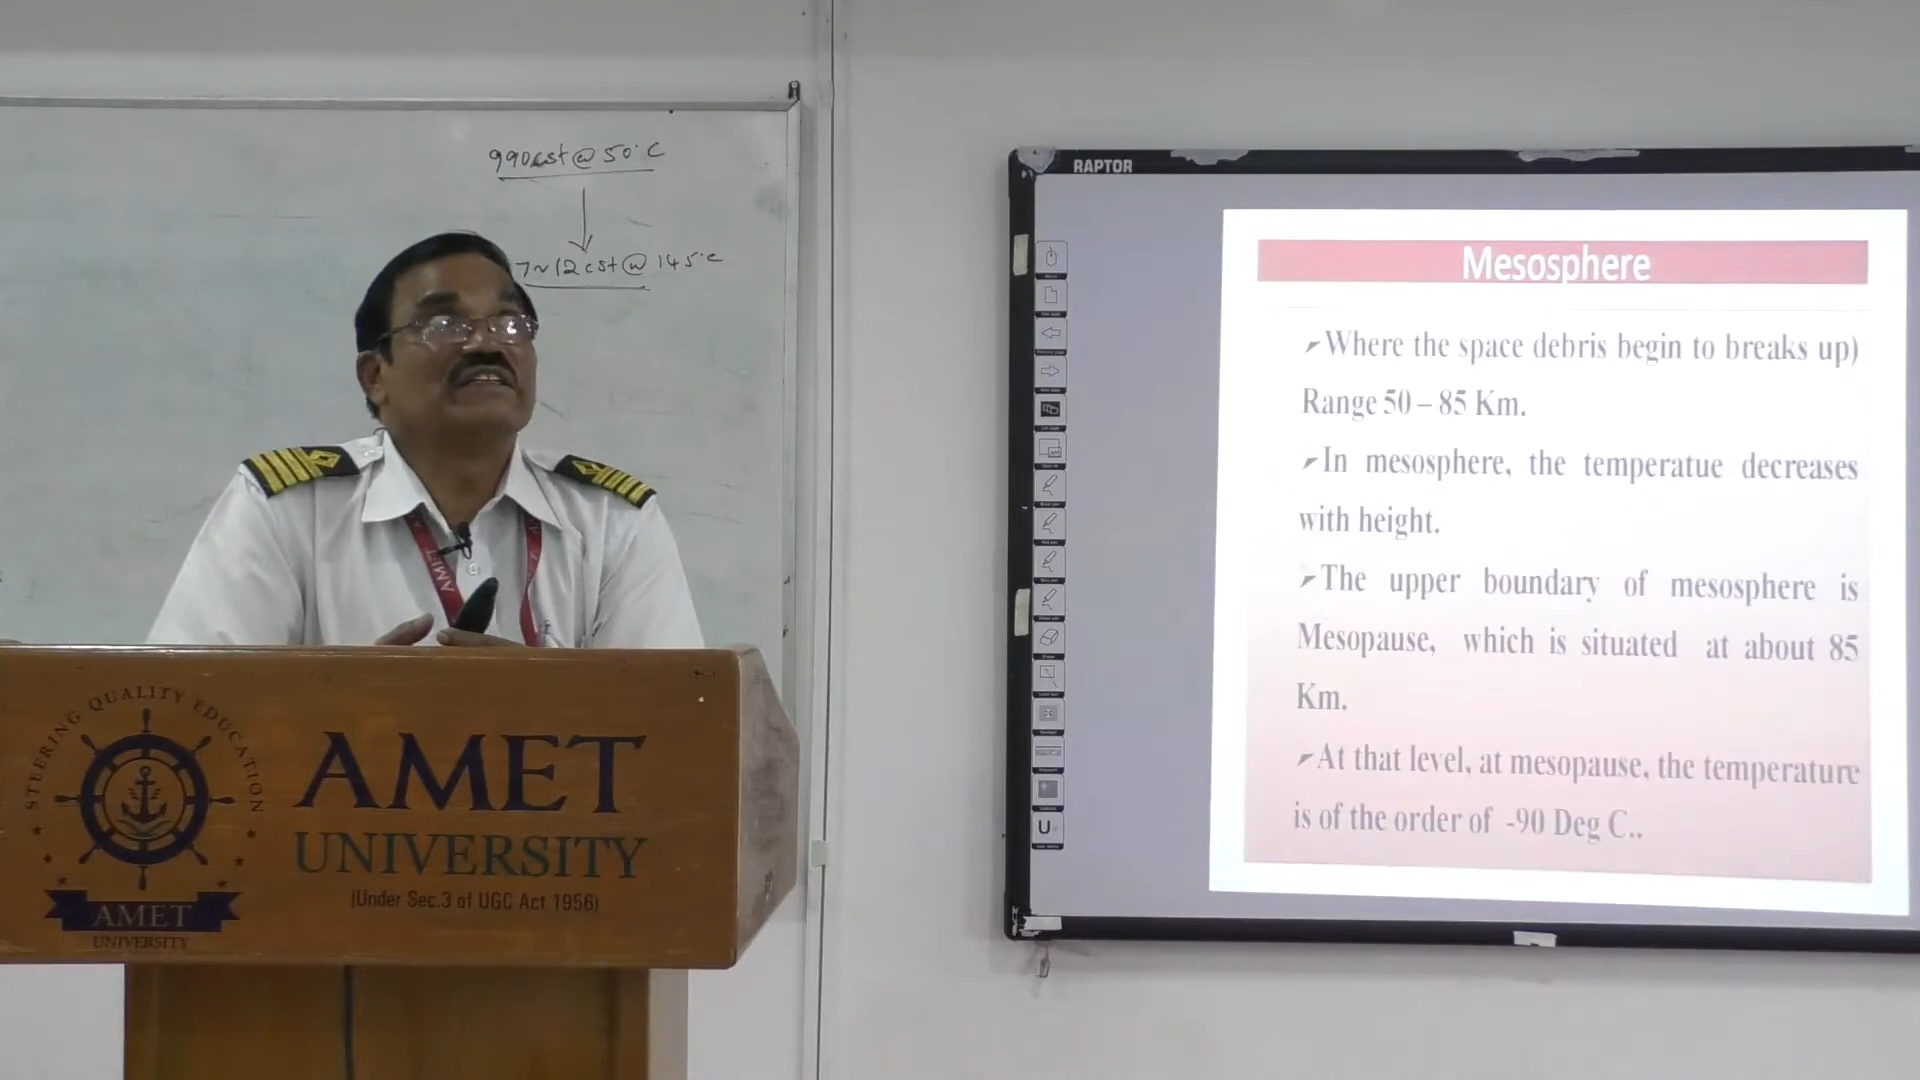 990cst @ 50°C
7~12 cst @ 145°C
AMET
STEERING QUALITY EDUCATION
AMET
UNIVERSITY
AMET
UNIVERSITY
(Under Sec.3 of UGC Act 1956)
RAPTOR
Mesosphere
Where the space debris begin to breaks up)
Range 50 – 85 Km.
In mesosphere, the temperatue decreases
with height.
The upper boundary of mesosphere is
Mesopause, which is situated at about 85
Km.
At that level, at mesopause, the temperature
is of the order of -90 Deg C..